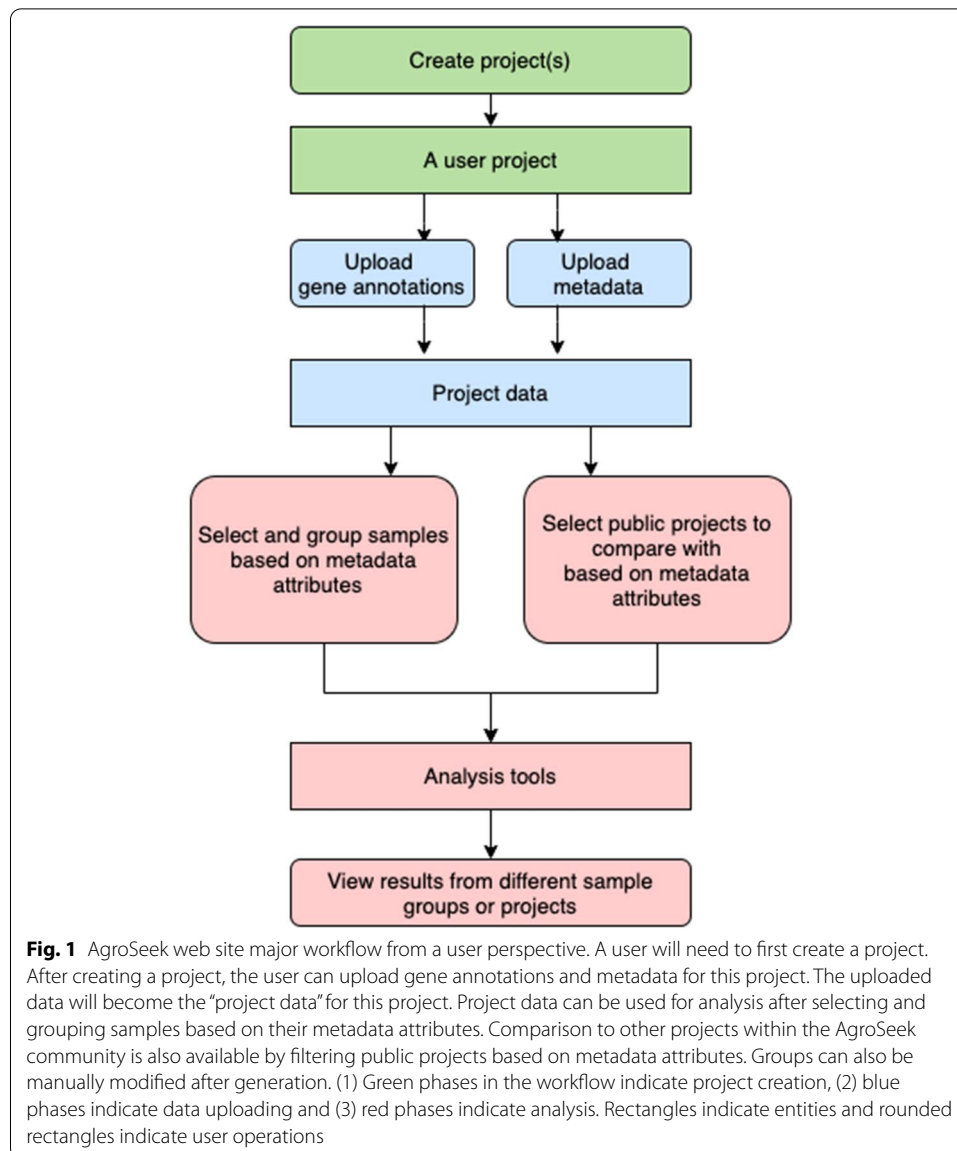 Create project(s)
A user project
Upload
gene annotations
Upload
metadata
Project data
Select and group samples
based on metadata
attributes
Select public projects to
compare with
based on metadata
attributes
Analysis tools
View results from different sample
groups or projects
Fig. 1 AgroSeek web site major workflow from a user perspective. A user will need to first create a project.
After creating a project, the user can upload gene annotations and metadata for this project. The uploaded
data will become the “project data” for this project. Project data can be used for analysis after selecting and
grouping samples based on their metadata attributes. Comparison to other projects within the AgroSeek
community is also available by filtering public projects based on metadata attributes. Groups can also be
manually modified after generation. (1) Green phases in the workflow indicate project creation, (2) blue
phases indicate data uploading and (3) red phases indicate analysis. Rectangles indicate entities and rounded
rectangles indicate user operations